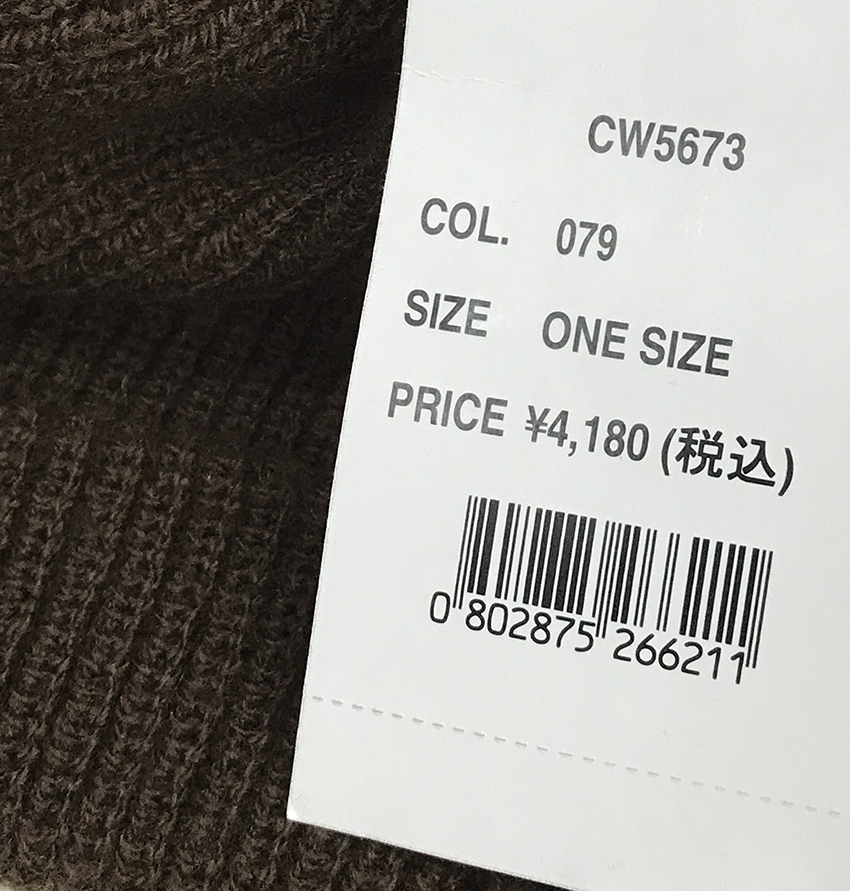 CW5673
COL. 079
SIZE ONE SIZE
PRICE ¥4,180 (税込)
0 802875 266211